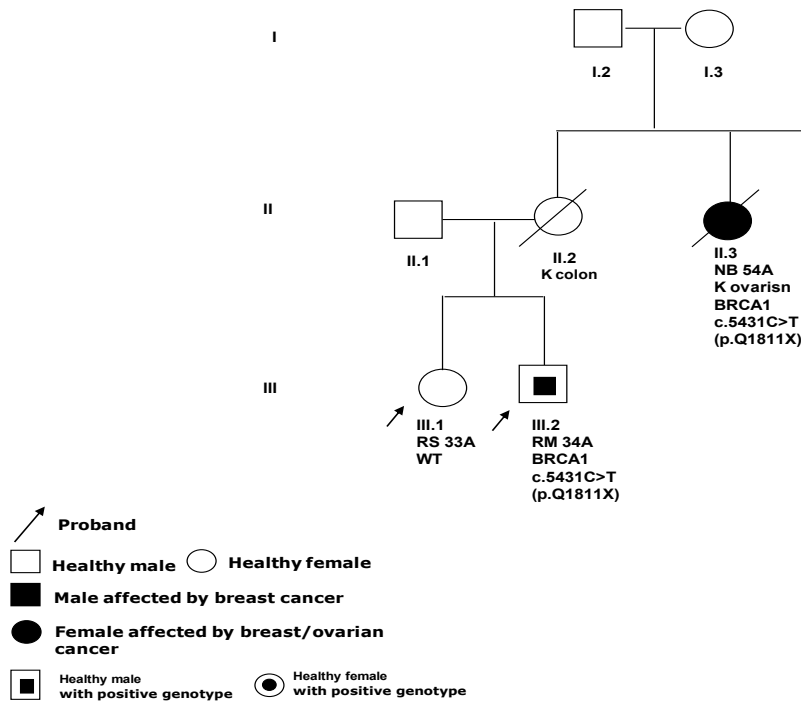 I
I.2
I.3
II
II.1
II.2
K colon
II.3
NB 54A
K ovarisn
BRCA1
c.5431C>T
(p.Q1811X)
III
III.1
RS 33A
WT
III.2
RM 34A
BRCA1
c.5431C>T
(p.Q1811X)
Proband
Healthy male
Healthy female
Male affected by breast cancer
Female affected by breast/ovarian
cancer
Healthy male
with positive genotype
Healthy female
with positive genotype